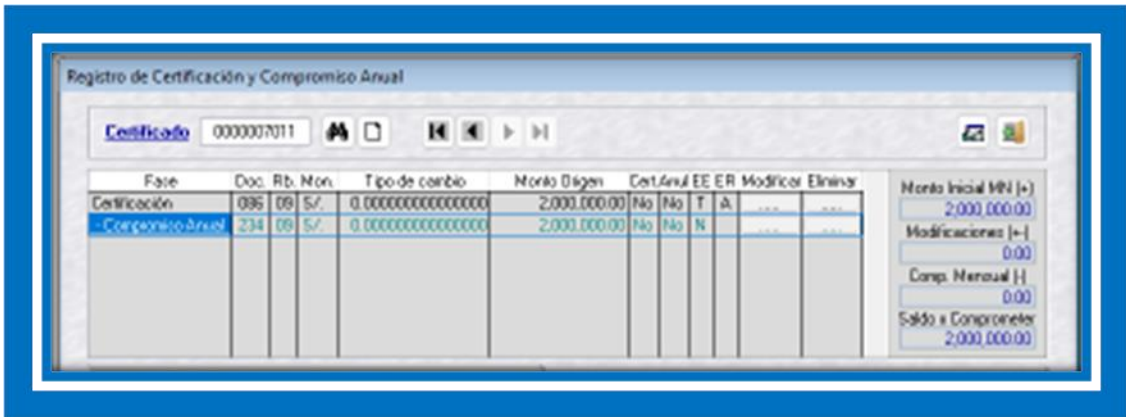 Registro de Certificación y Compromiso Anual
Certificado 0000007011
Fase Doc. Rb. Mon. Tipo de cambio Monto Origen Cert. Anul EE ER Modificar Eliminar
Certificación 086 09 S/. 0.000000000000000 2,000,000.00 No No T A ... ...
- Compromiso Anual 234 09 S/. 0.000000000000000 2,000,000.00 No No N ... ...
Monto Inicial MN (+)
2,000,000.00
Modificaciones (+-)
0.00
Comp. Mensual (-)
0.00
Saldo x Comprometer
2,000,000.00